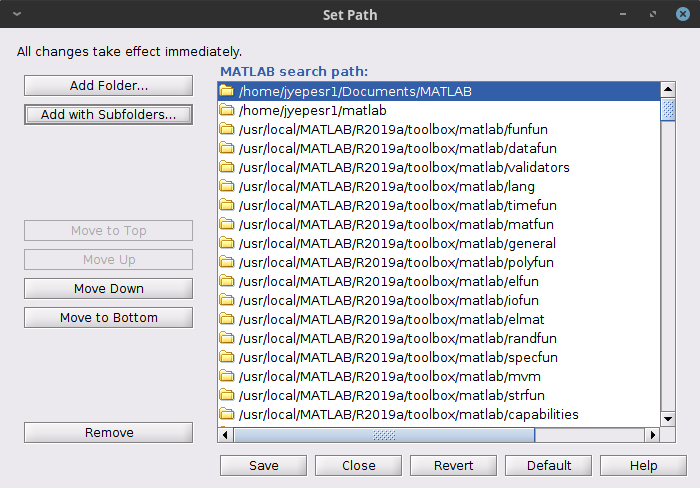 Set Path
All changes take effect immediately.
Add Folder...
Add with Subfolders...
Move to Top
Move Up
Move Down
Move to Bottom
Remove
MATLAB search path:
/home/jyepesr1/Documents/MATLAB
/home/jyepesr1/matlab
/usr/local/MATLAB/R2019a/toolbox/matlab/funfun
/usr/local/MATLAB/R2019a/toolbox/matlab/datafun
/usr/local/MATLAB/R2019a/toolbox/matlab/validators
/usr/local/MATLAB/R2019a/toolbox/matlab/lang
/usr/local/MATLAB/R2019a/toolbox/matlab/timefun
/usr/local/MATLAB/R2019a/toolbox/matlab/matfun
/usr/local/MATLAB/R2019a/toolbox/matlab/general
/usr/local/MATLAB/R2019a/toolbox/matlab/polyfun
/usr/local/MATLAB/R2019a/toolbox/matlab/elfun
/usr/local/MATLAB/R2019a/toolbox/matlab/iofun
/usr/local/MATLAB/R2019a/toolbox/matlab/elmat
/usr/local/MATLAB/R2019a/toolbox/matlab/randfun
/usr/local/MATLAB/R2019a/toolbox/matlab/specfun
/usr/local/MATLAB/R2019a/toolbox/matlab/mvm
/usr/local/MATLAB/R2019a/toolbox/matlab/strfun
/usr/local/MATLAB/R2019a/toolbox/matlab/capabilities
Save Close Revert Default Help